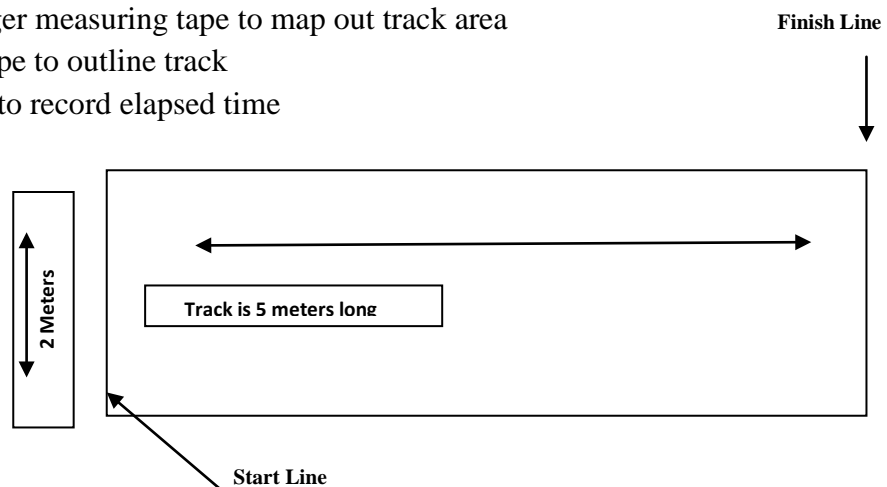 ger measuring tape to map out track area
pe to outline track
to record elapsed time
Finish Line
2 Meters
Track is 5 meters long
Start Line